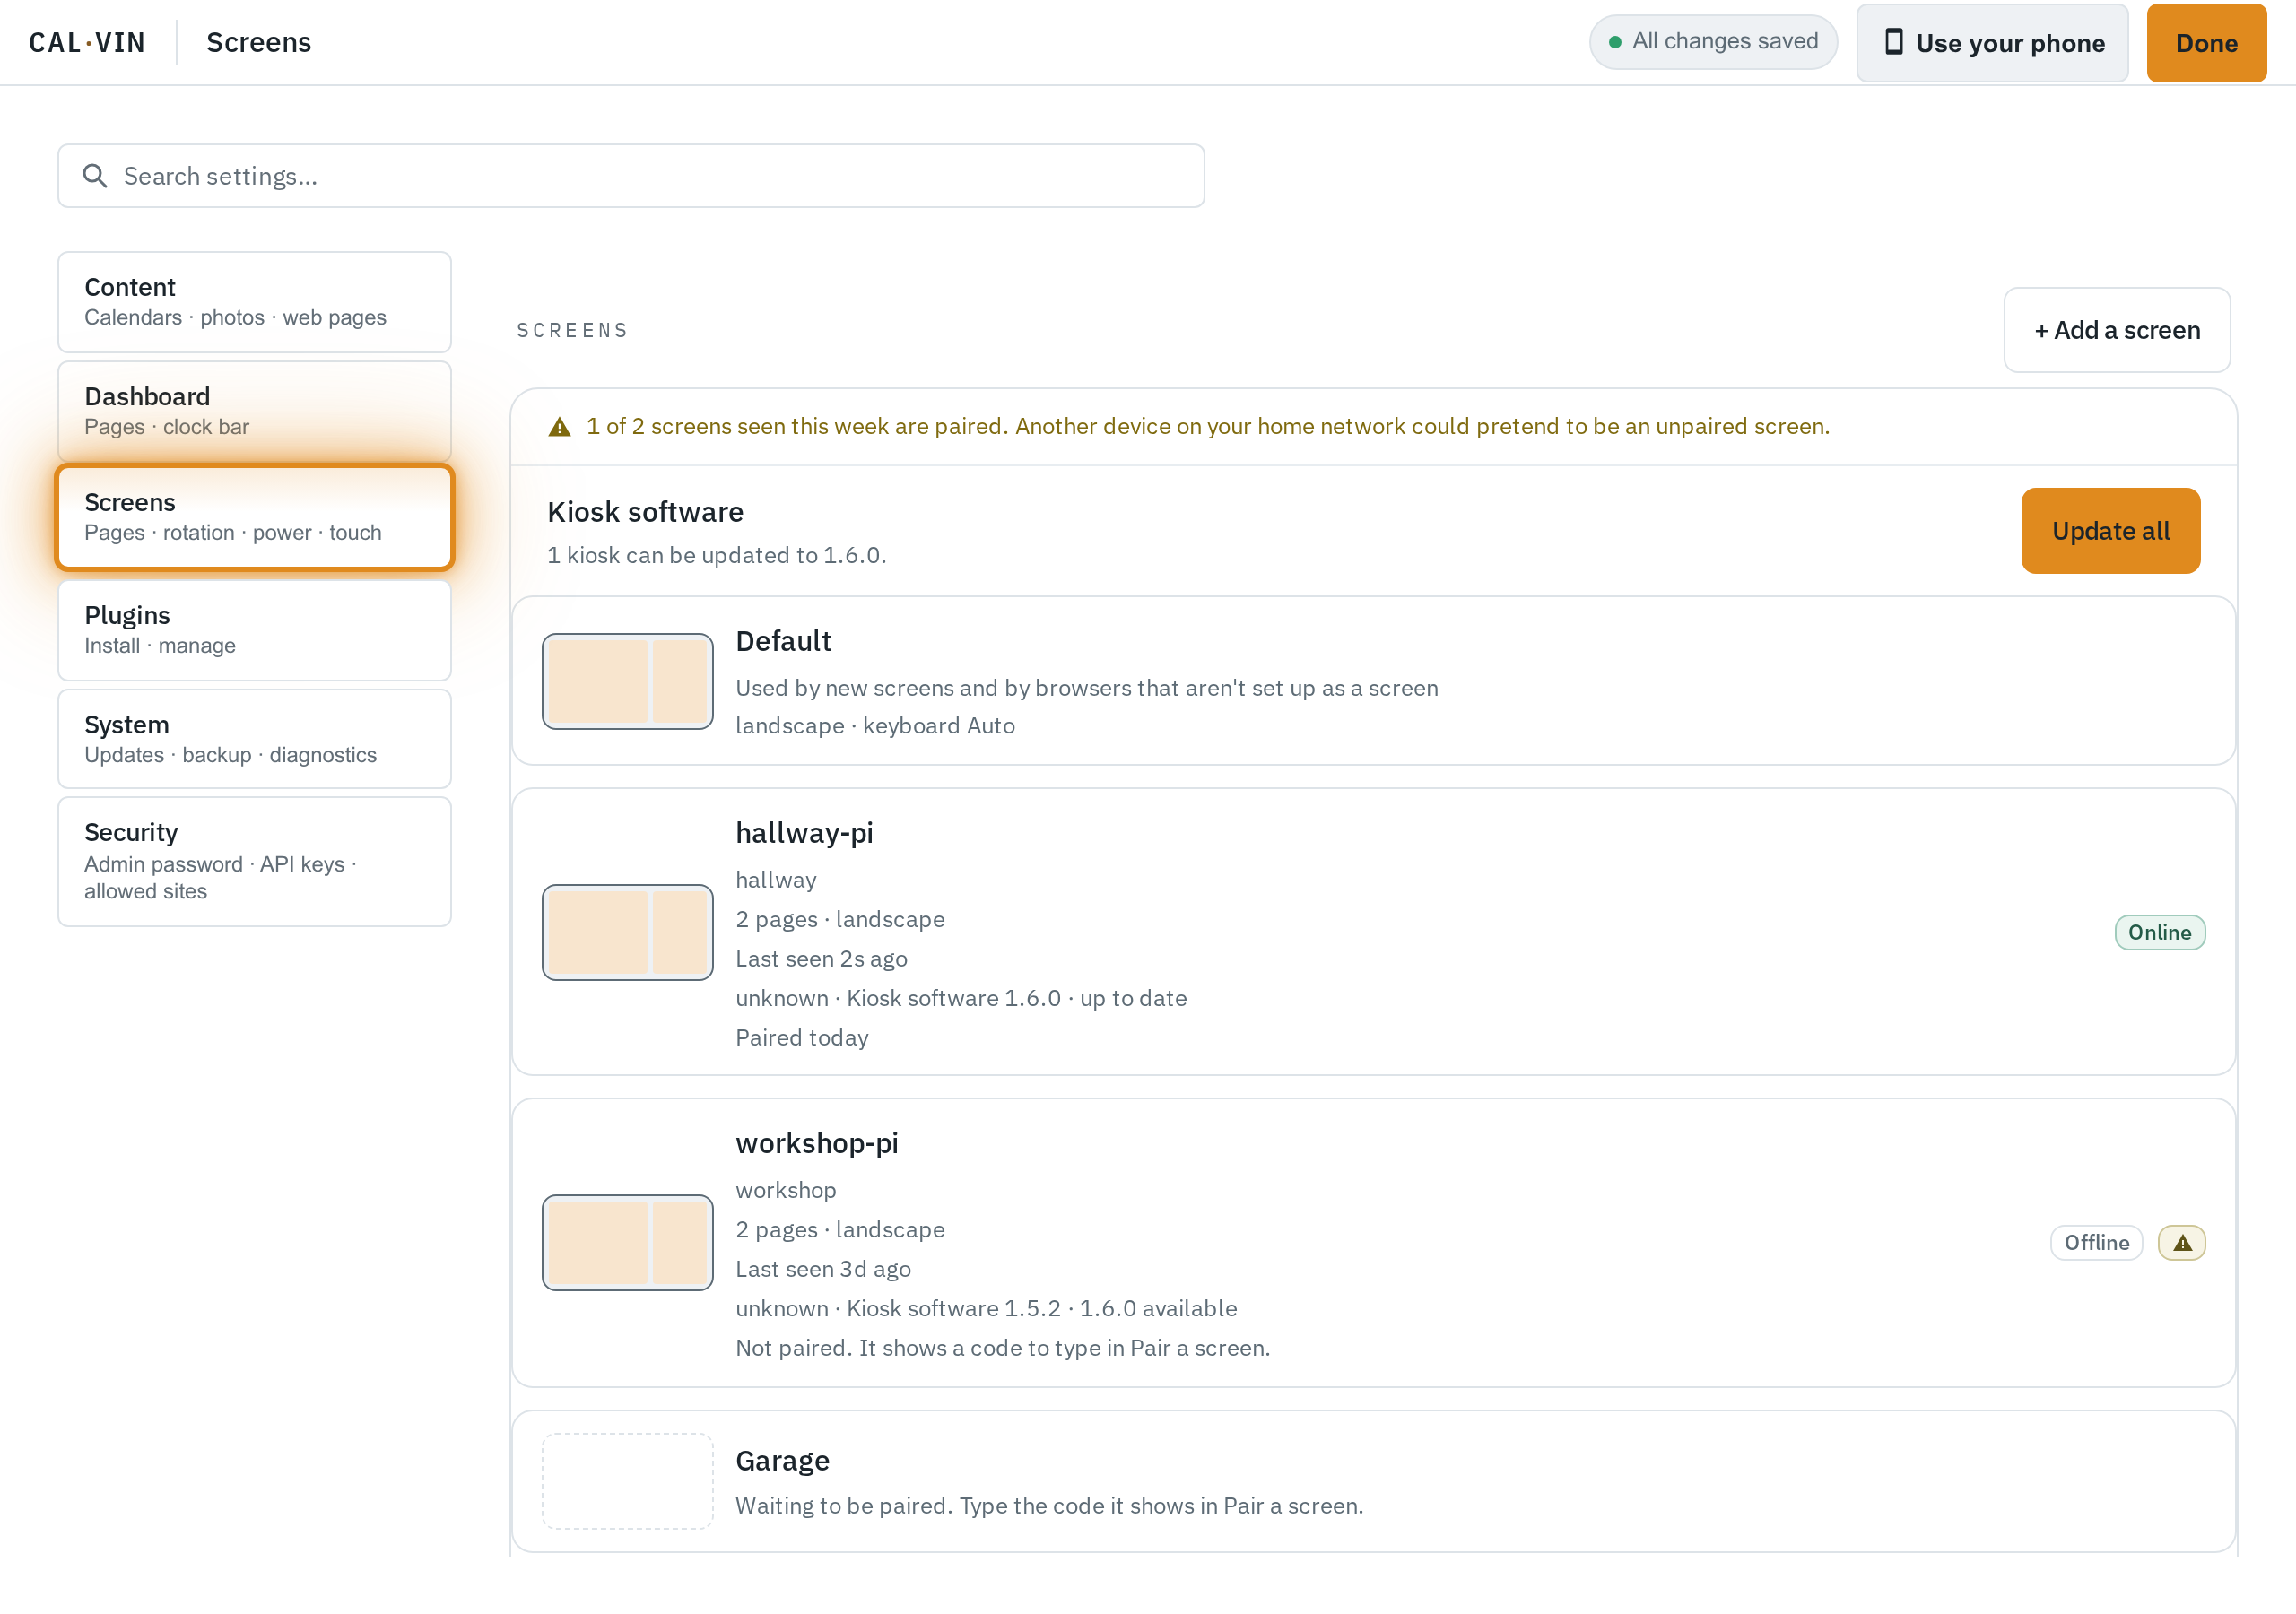 CAL·VIN
Screens
All changes saved
Use your phone
Done
Search settings...
Content
Calendars · photos · web pages
Dashboard
Pages · clock bar
Screens
Pages · rotation · power · touch
Plugins
Install · manage
System
Updates · backup · diagnostics
Security
Admin password · API keys ·
allowed sites
SCREENS
+ Add a screen
1 of 2 screens seen this week are paired. Another device on your home network could pretend to be an unpaired screen.
Kiosk software
1 kiosk can be updated to 1.6.0.
Update all
Default
Used by new screens and by browsers that aren't set up as a screen
landscape · keyboard Auto
hallway-pi
hallway
2 pages · landscape
Last seen 2s ago
unknown · Kiosk software 1.6.0 · up to date
Paired today
Online
workshop-pi
workshop
2 pages · landscape
Last seen 3d ago
unknown · Kiosk software 1.5.2 · 1.6.0 available
Not paired. It shows a code to type in Pair a screen.
Offline
Garage
Waiting to be paired. Type the code it shows in Pair a screen.